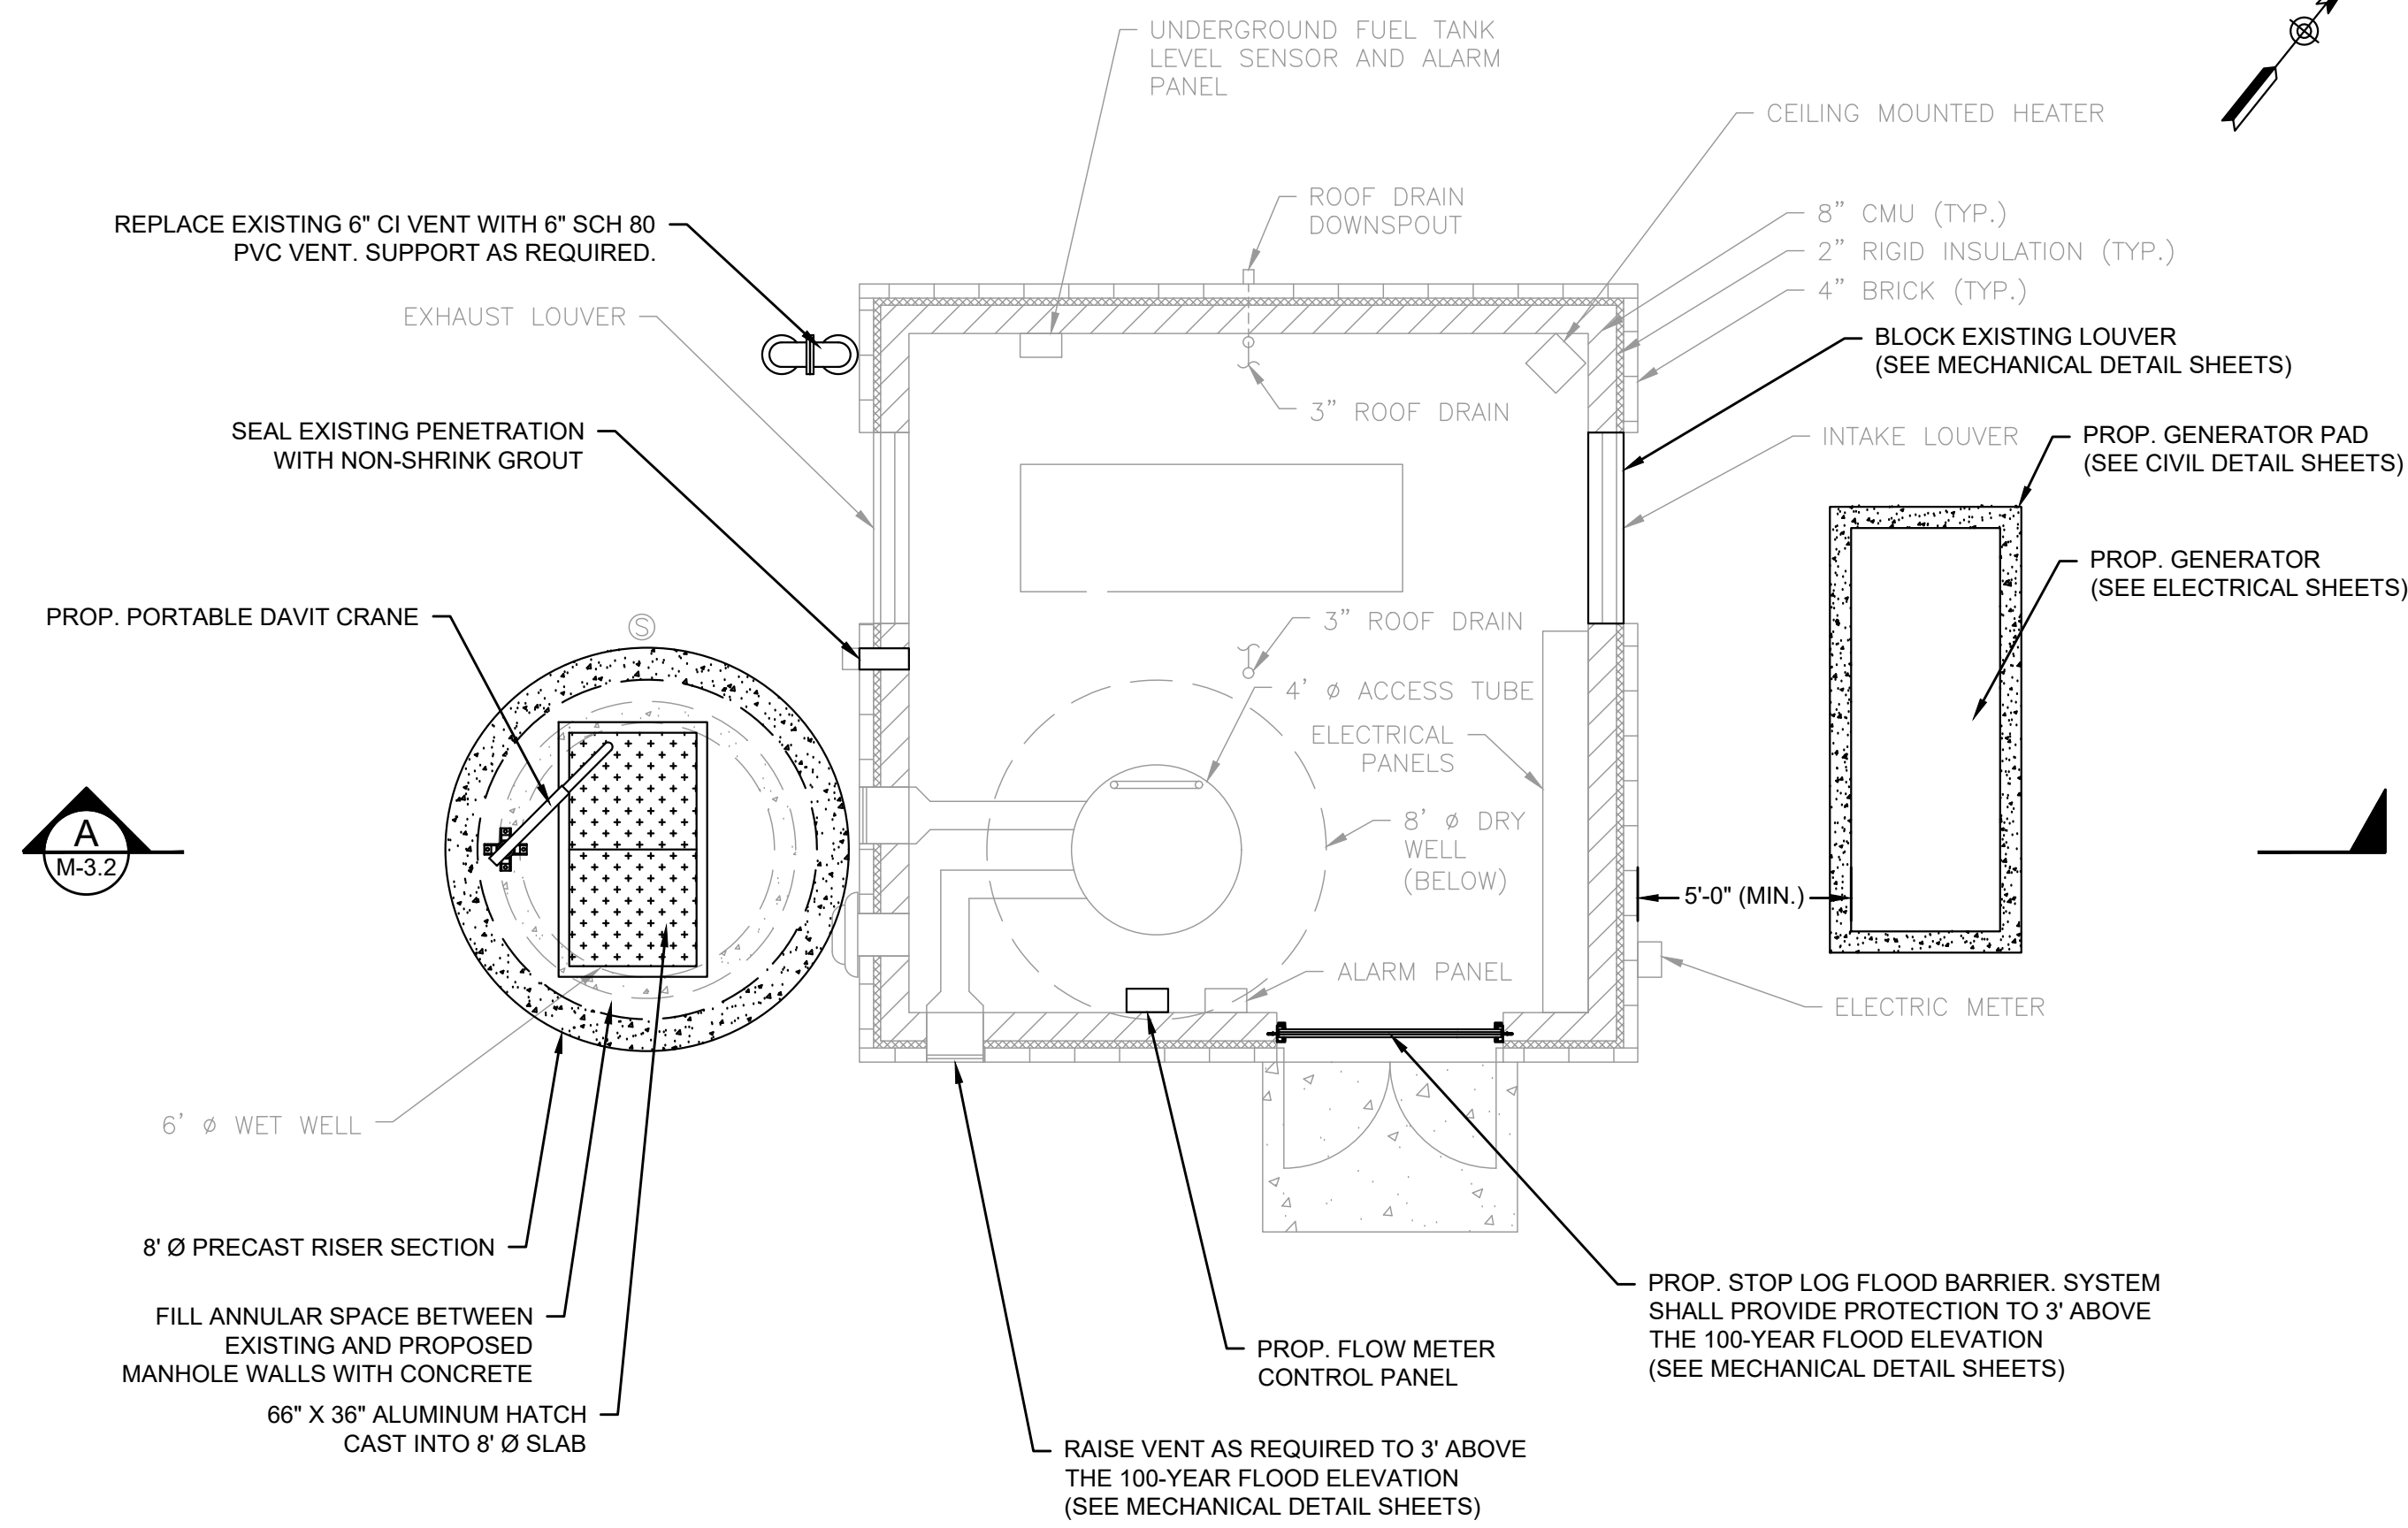 UNDERGROUND FUEL TANK
LEVEL SENSOR AND ALARM
PANEL
CEILING MOUNTED HEATER
ROOF DRAIN
DOWNSPOUT
8" CMU (TYP.)
2" RIGID INSULATION (TYP.)
4" BRICK (TYP.)
REPLACE EXISTING 6" CI VENT WITH 6" SCH 80
PVC VENT. SUPPORT AS REQUIRED.
EXHAUST LOUVER
BLOCK EXISTING LOUVER
(SEE MECHANICAL DETAIL SHEETS)
3" ROOF DRAIN
SEAL EXISTING PENETRATION
WITH NON-SHRINK GROUT
INTAKE LOUVER
PROP. GENERATOR PAD
(SEE CIVIL DETAIL SHEETS)
PROP. GENERATOR
(SEE ELECTRICAL SHEETS)
PROP. PORTABLE DAVIT CRANE
S
3" ROOF DRAIN
4' Ø ACCESS TUBE
ELECTRICAL
PANELS
8' Ø DRY
WELL
(BELOW)
A
M-3.2
5'-0" (MIN.)
ALARM PANEL
ELECTRIC METER
6' Ø WET WELL
8' Ø PRECAST RISER SECTION
FILL ANNULAR SPACE BETWEEN
EXISTING AND PROPOSED
MANHOLE WALLS WITH CONCRETE
66" X 36" ALUMINUM HATCH
CAST INTO 8' Ø SLAB
PROP. FLOW METER
CONTROL PANEL
RAISE VENT AS REQUIRED TO 3' ABOVE
THE 100-YEAR FLOOD ELEVATION
(SEE MECHANICAL DETAIL SHEETS)
PROP. STOP LOG FLOOD BARRIER. SYSTEM
SHALL PROVIDE PROTECTION TO 3' ABOVE
THE 100-YEAR FLOOD ELEVATION
(SEE MECHANICAL DETAIL SHEETS)